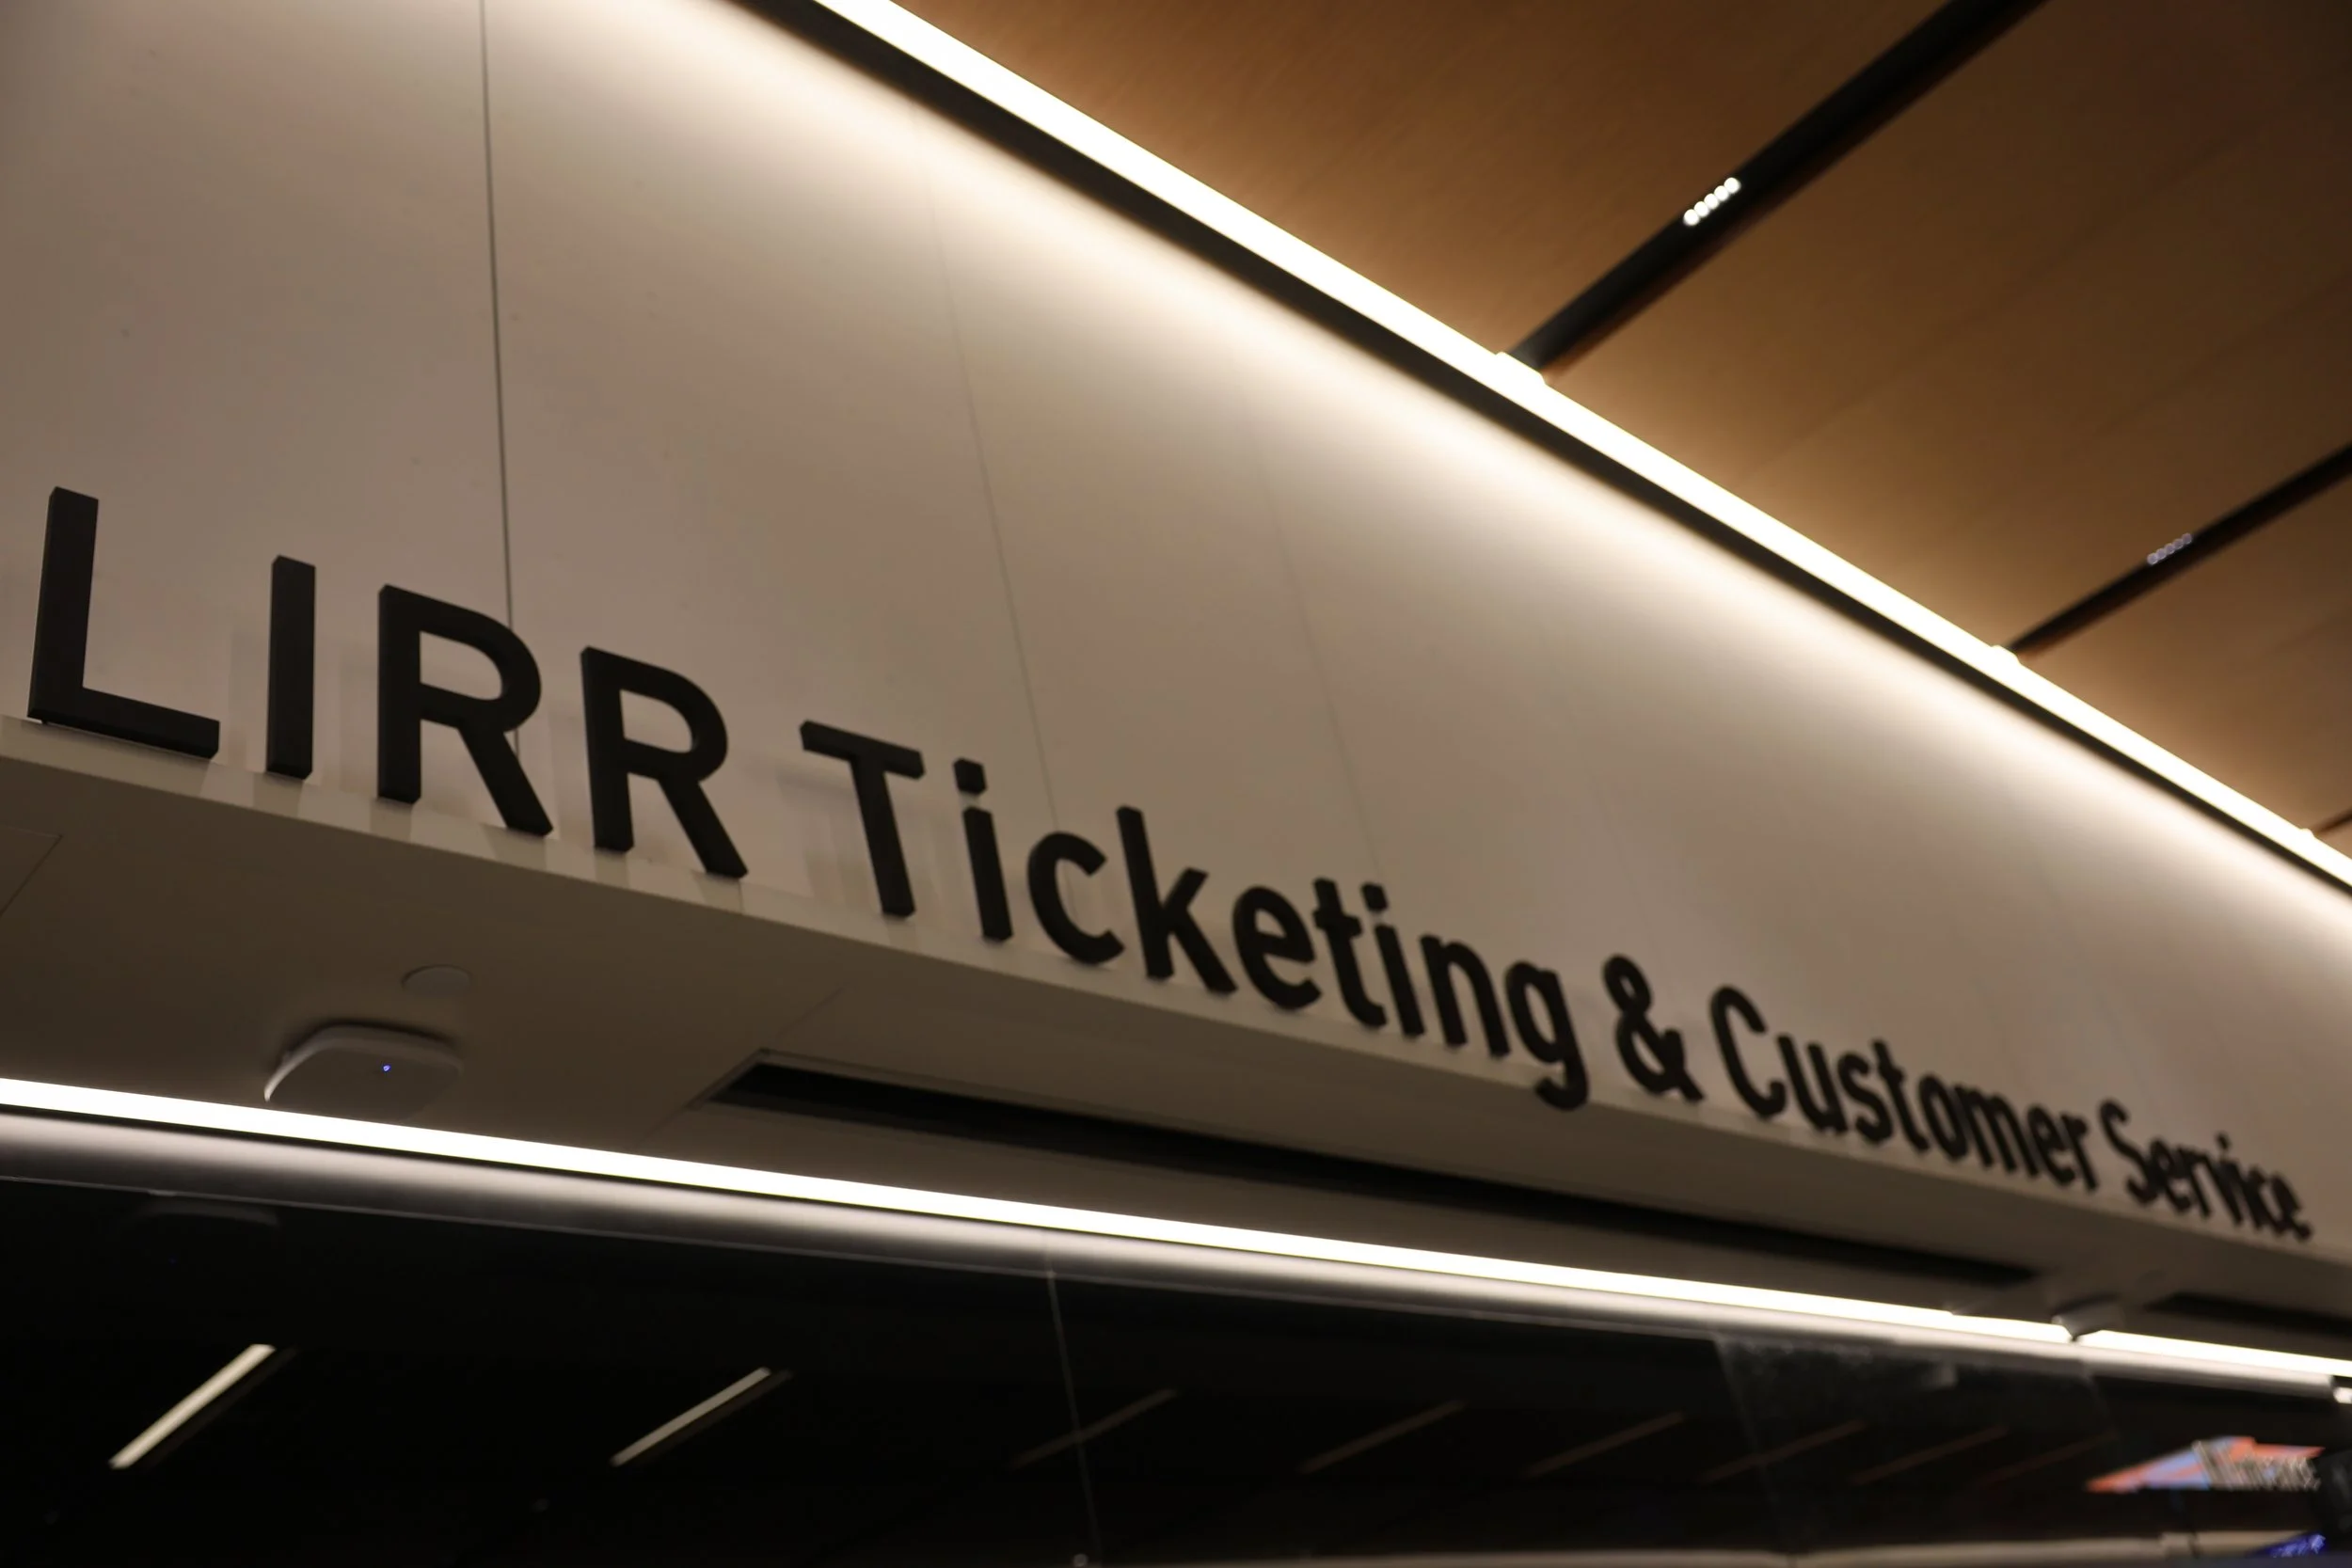 LIRR Ticketing & Customer Service